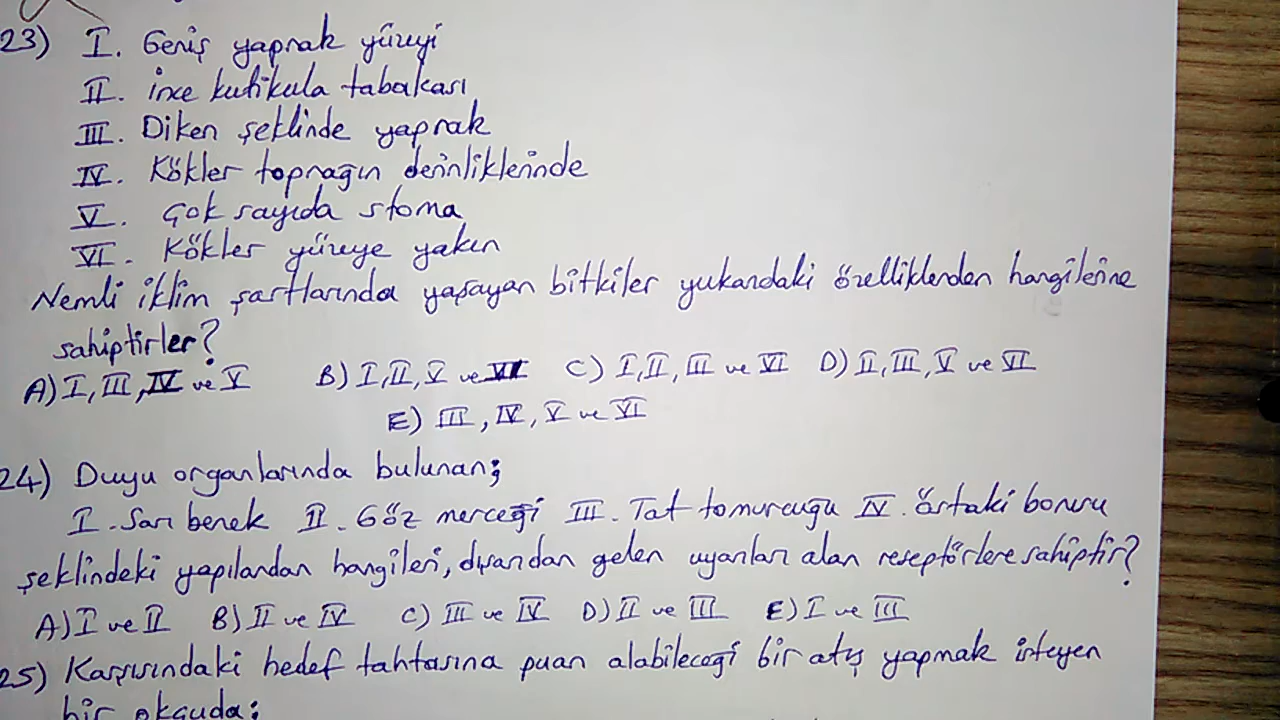 23) I. Geniş yaprak yüzeyi
II. İnce kutikula tabakası
III. Diken şeklinde yaprak
IV. Kökler toprağın derinliklerinde
V. Çok sayıda stoma
VI. Kökler yüzeye yakın
Nemli iklim şartlarında yaşayan bitkiler yukarıdaki özelliklerden hangilerine
sahiptirler?
A) I, III, IV ve V B) I, II, V ve VI C) I, II, III ve VI D) II, III, V ve VI
E) III, IV, V ve VI
24) Duyu organlarında bulunan;
I. Sarı benek II. Göz merceği III. Tat tomurcuğu IV. Östaki borusu
şeklindeki yapılardan hangileri, dışarıdan gelen uyarıları alan reseptörlere sahiptir?
A) I ve II B) II ve IV C) III ve IV D) II ve III E) I ve III
25) Karşısındaki hedef tahtasına puan alabileceği bir atış yapmak isteyen
bir okçuda;